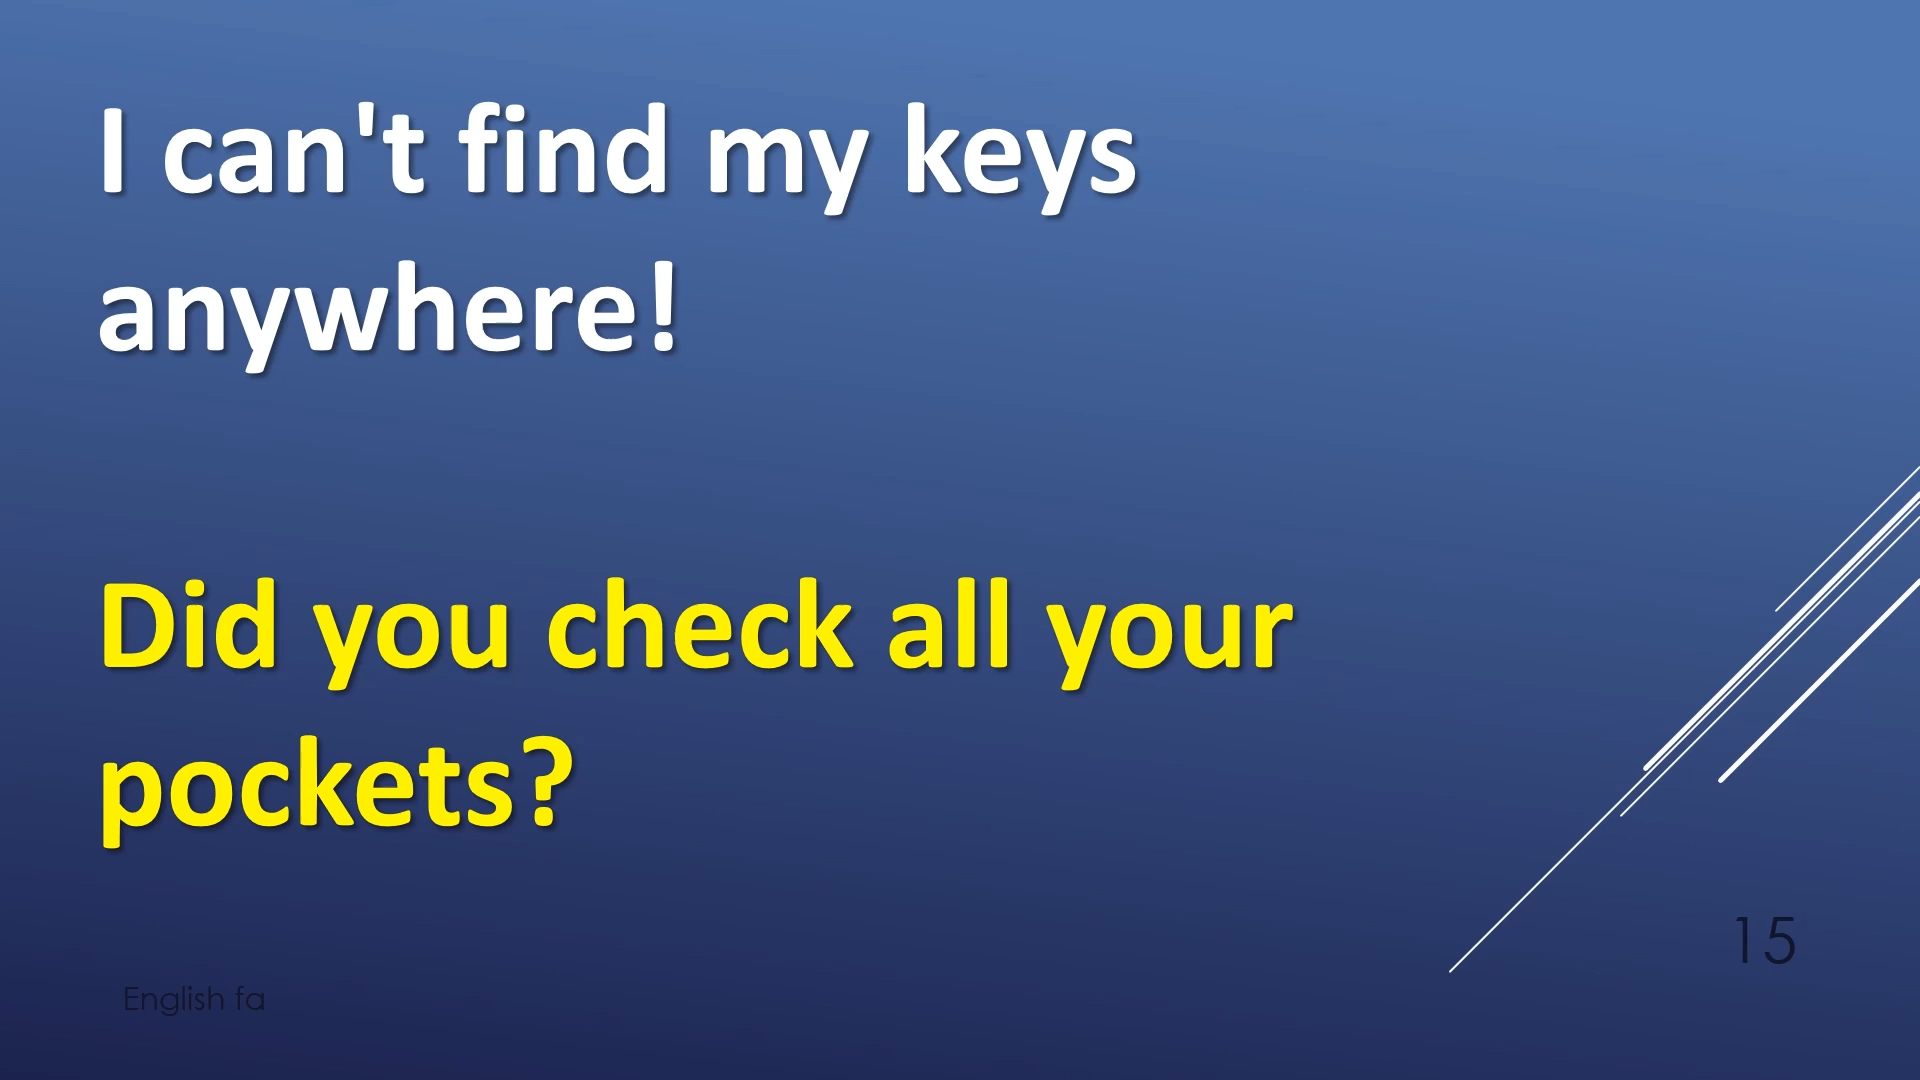 I can't find my keys
anywhere!
Did you check all your
pockets?
15
English fa